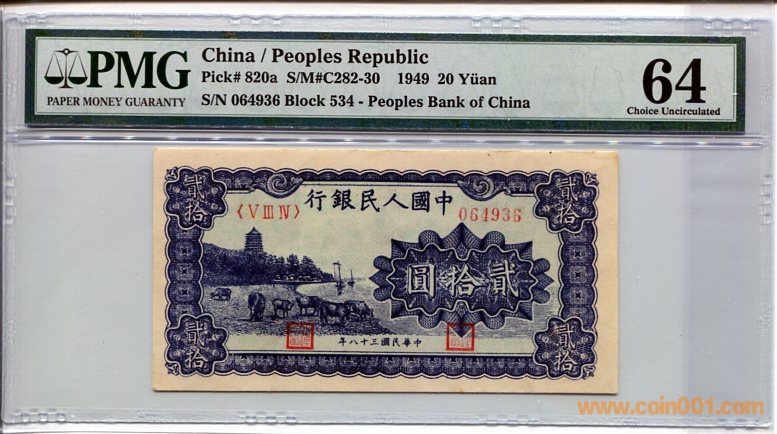 PMG
PAPER MONEY GUARANTY
China / Peoples Republic
Pick# 820a S/M#C282-30 1949 20 Yüan
S/N 064936 Block 534 - Peoples Bank of China
64
Choice Uncirculated
貳拾
貳拾
中國人民銀行
〈V III IV〉
064936
貳拾圓
貳拾
貳拾
中華民國三十八年
www.coin001.com